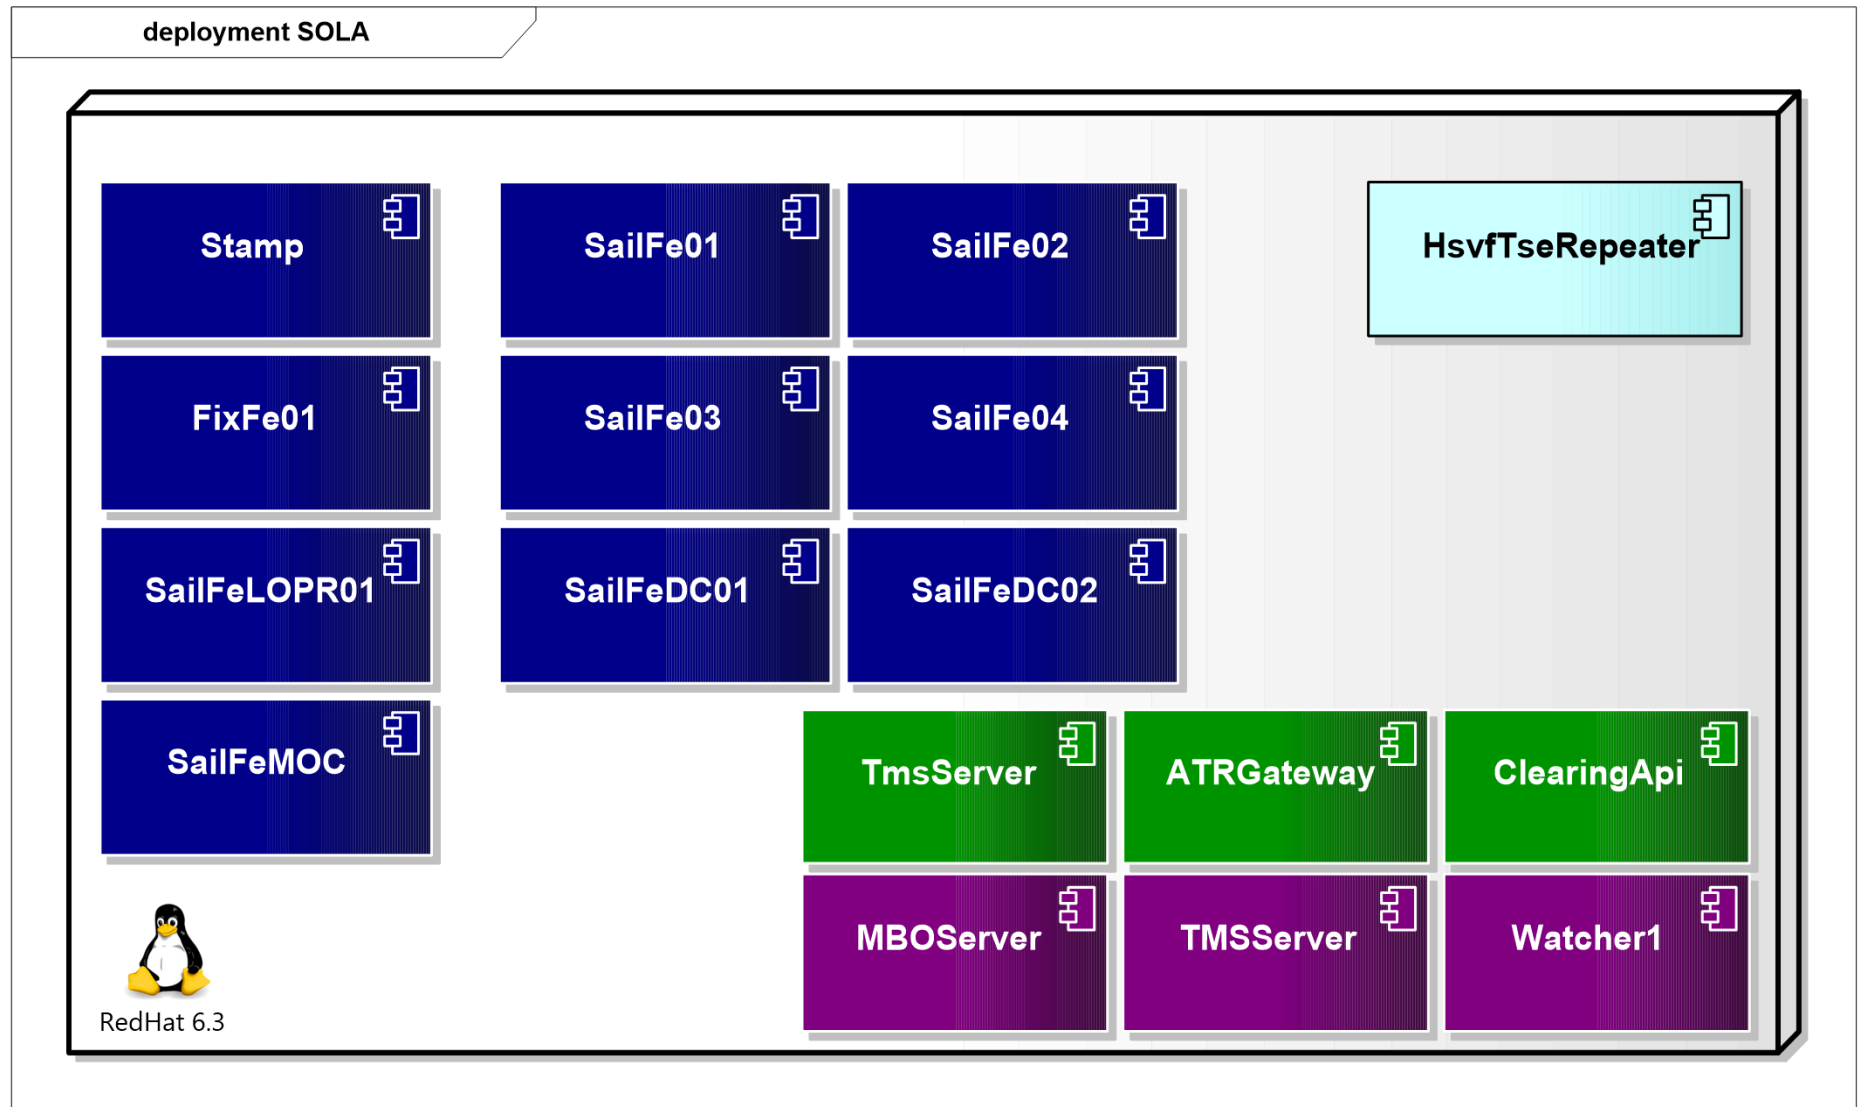 deployment SOLA
Stamp
SailFe01
SailFe02
HsvfTseRepeater
FixFe01
SailFe03
SailFe04
SailFeLOPR01
SailFeDC01
SailFeDC02
SailFeMOC
TmsServer
ATRGateway
ClearingApi
MBOServer
TMSServer
Watcher1
RedHat 6.3